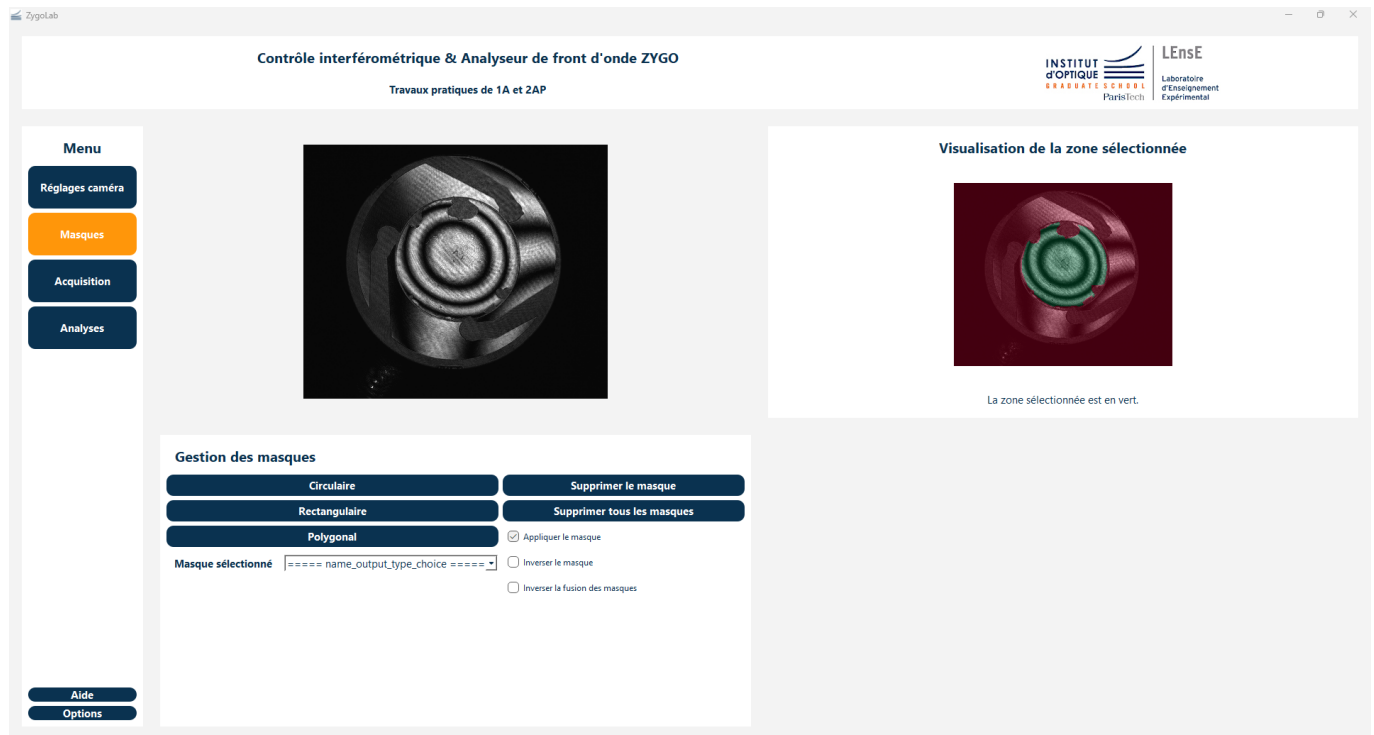 ZygoLab
Contrôle interférométrique & Analyseur de front d'onde ZYGO
Travaux pratiques de 1A et 2AP
INSTITUT
d'OPTIQUE
GRADUATE SCHOOL
ParisTech
LEnsE
Laboratoire
d'Enseignement
Expérimental
Menu
Réglages caméra
Masques
Acquisition
Analyses
Aide
Options
Visualisation de la zone sélectionnée
La zone sélectionnée est en vert.
Gestion des masques
Circulaire
Supprimer le masque
Rectangulaire
Supprimer tous les masques
Polygonal
Appliquer le masque
Masque sélectionné
===== name_output_type_choice =====
Inverser le masque
Inverser la fusion des masques